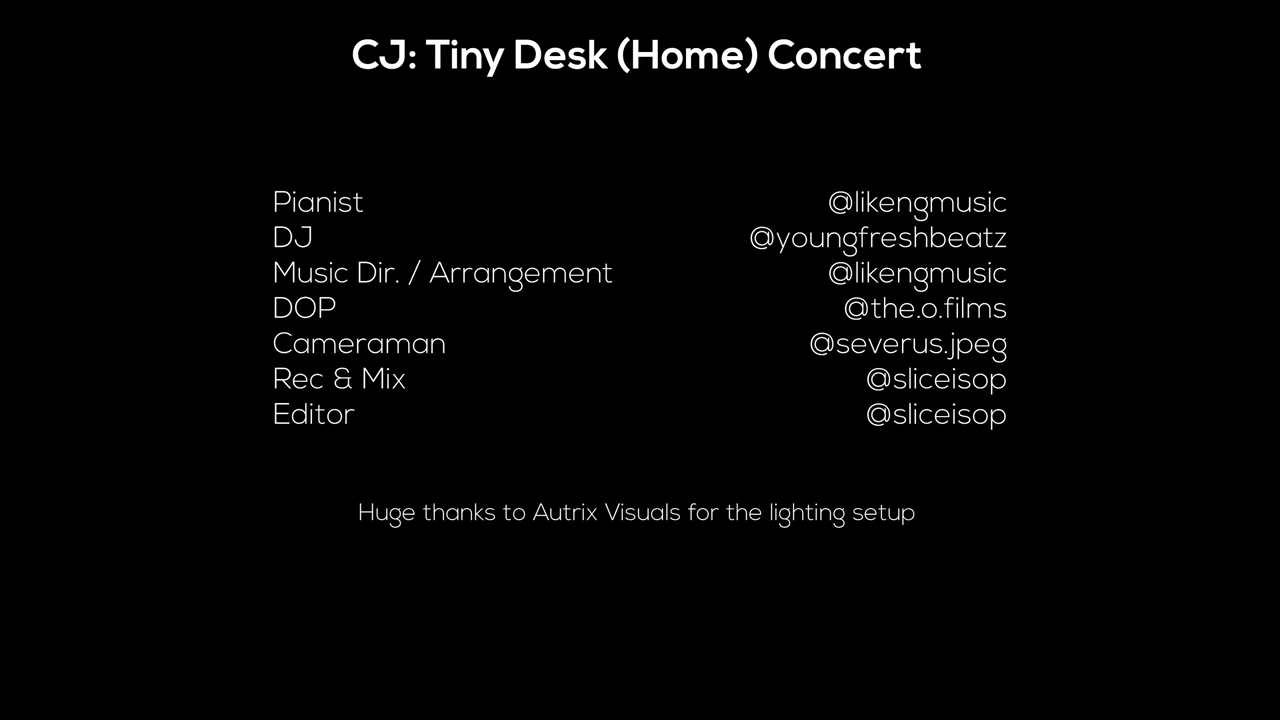 CJ: Tiny Desk (Home) Concert
Pianist @likengmusic
DJ @youngfreshbeatz
Music Dir. / Arrangement @likengmusic
DOP @the.o.films
Cameraman @severus.jpeg
Rec & Mix @sliceisop
Editor @sliceisop
Huge thanks to Autrix Visuals for the lighting setup